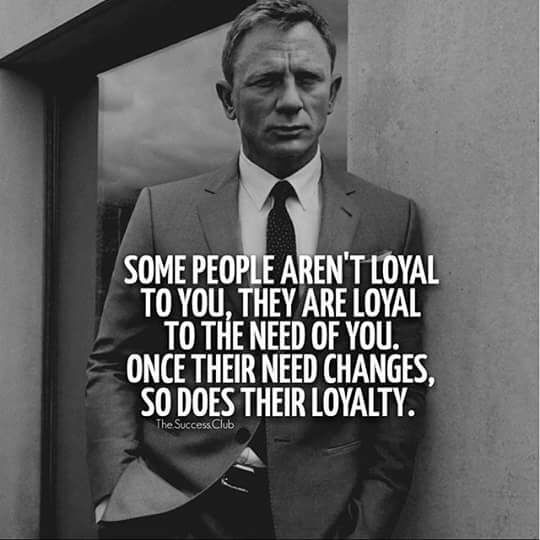 SOME PEOPLE AREN'T LOYAL
TO YOU, THEY ARE LOYAL
TO THE NEED OF YOU.
ONCE THEIR NEED CHANGES,
SO DOES THEIR LOYALTY.
The.Success.Club